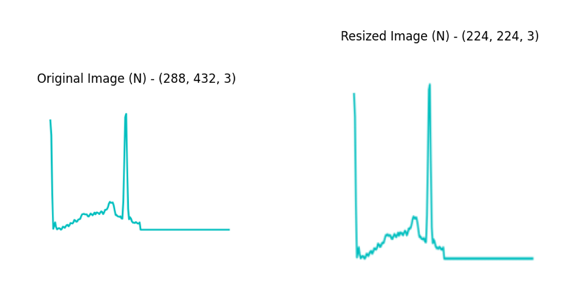 Original Image (N) - (288, 432, 3)
Resized Image (N) - (224, 224, 3)